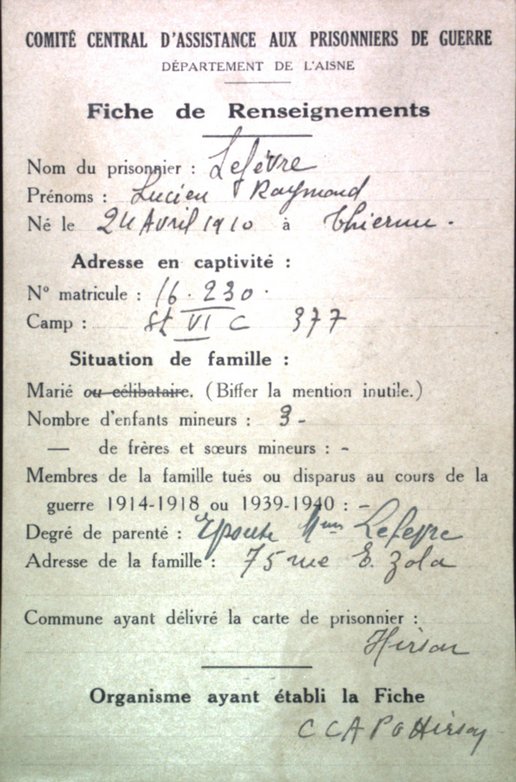 COMITÉ CENTRAL D'ASSISTANCE AUX PRISONNIERS DE GUERRE
DÉPARTEMENT DE L'AISNE
Fiche de Renseignements
Nom du prisonnier : Lefèvre
Prénoms : Lucien Raymond
Né le 24 Avril 1910 à
Adresse en captivité :
N° matricule : 16.230.
Camp : St VI C 377
Situation de famille :
Marié ou célibataire. (Biffer la mention inutile.)
Nombre d'enfants mineurs : 3 -
— de frères et sœurs mineurs : -
Membres de la famille tués ou disparus au cours de la
guerre 1914-1918 ou 1939-1940 : -
Degré de parenté : Epouse Mme Lefevre
Adresse de la famille : 75 rue E. Zola
Commune ayant délivré la carte de prisonnier :
Hirson
Organisme ayant établi la Fiche
C C A P G Hirson